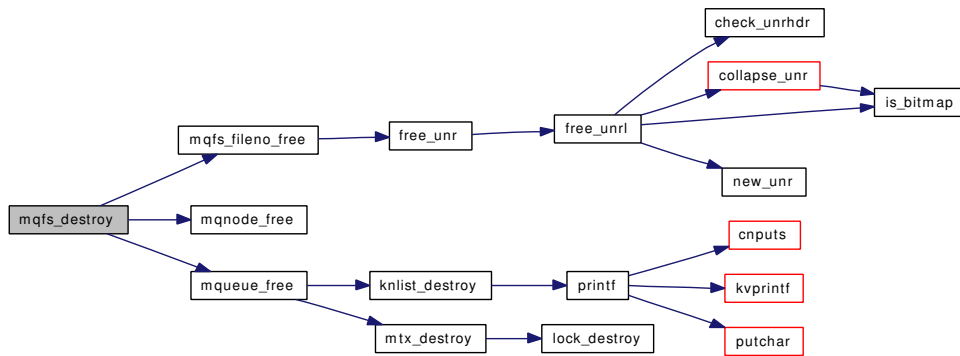 check_unrhdr
collapse_unr
is_bitmap
free_unrl
free_unr
mqfs_fileno_free
new_unr
mqfs_destroy
mqnode_free
cnputs
mqueue_free
knlist_destroy
printf
kvprintf
mtx_destroy
lock_destroy
putchar